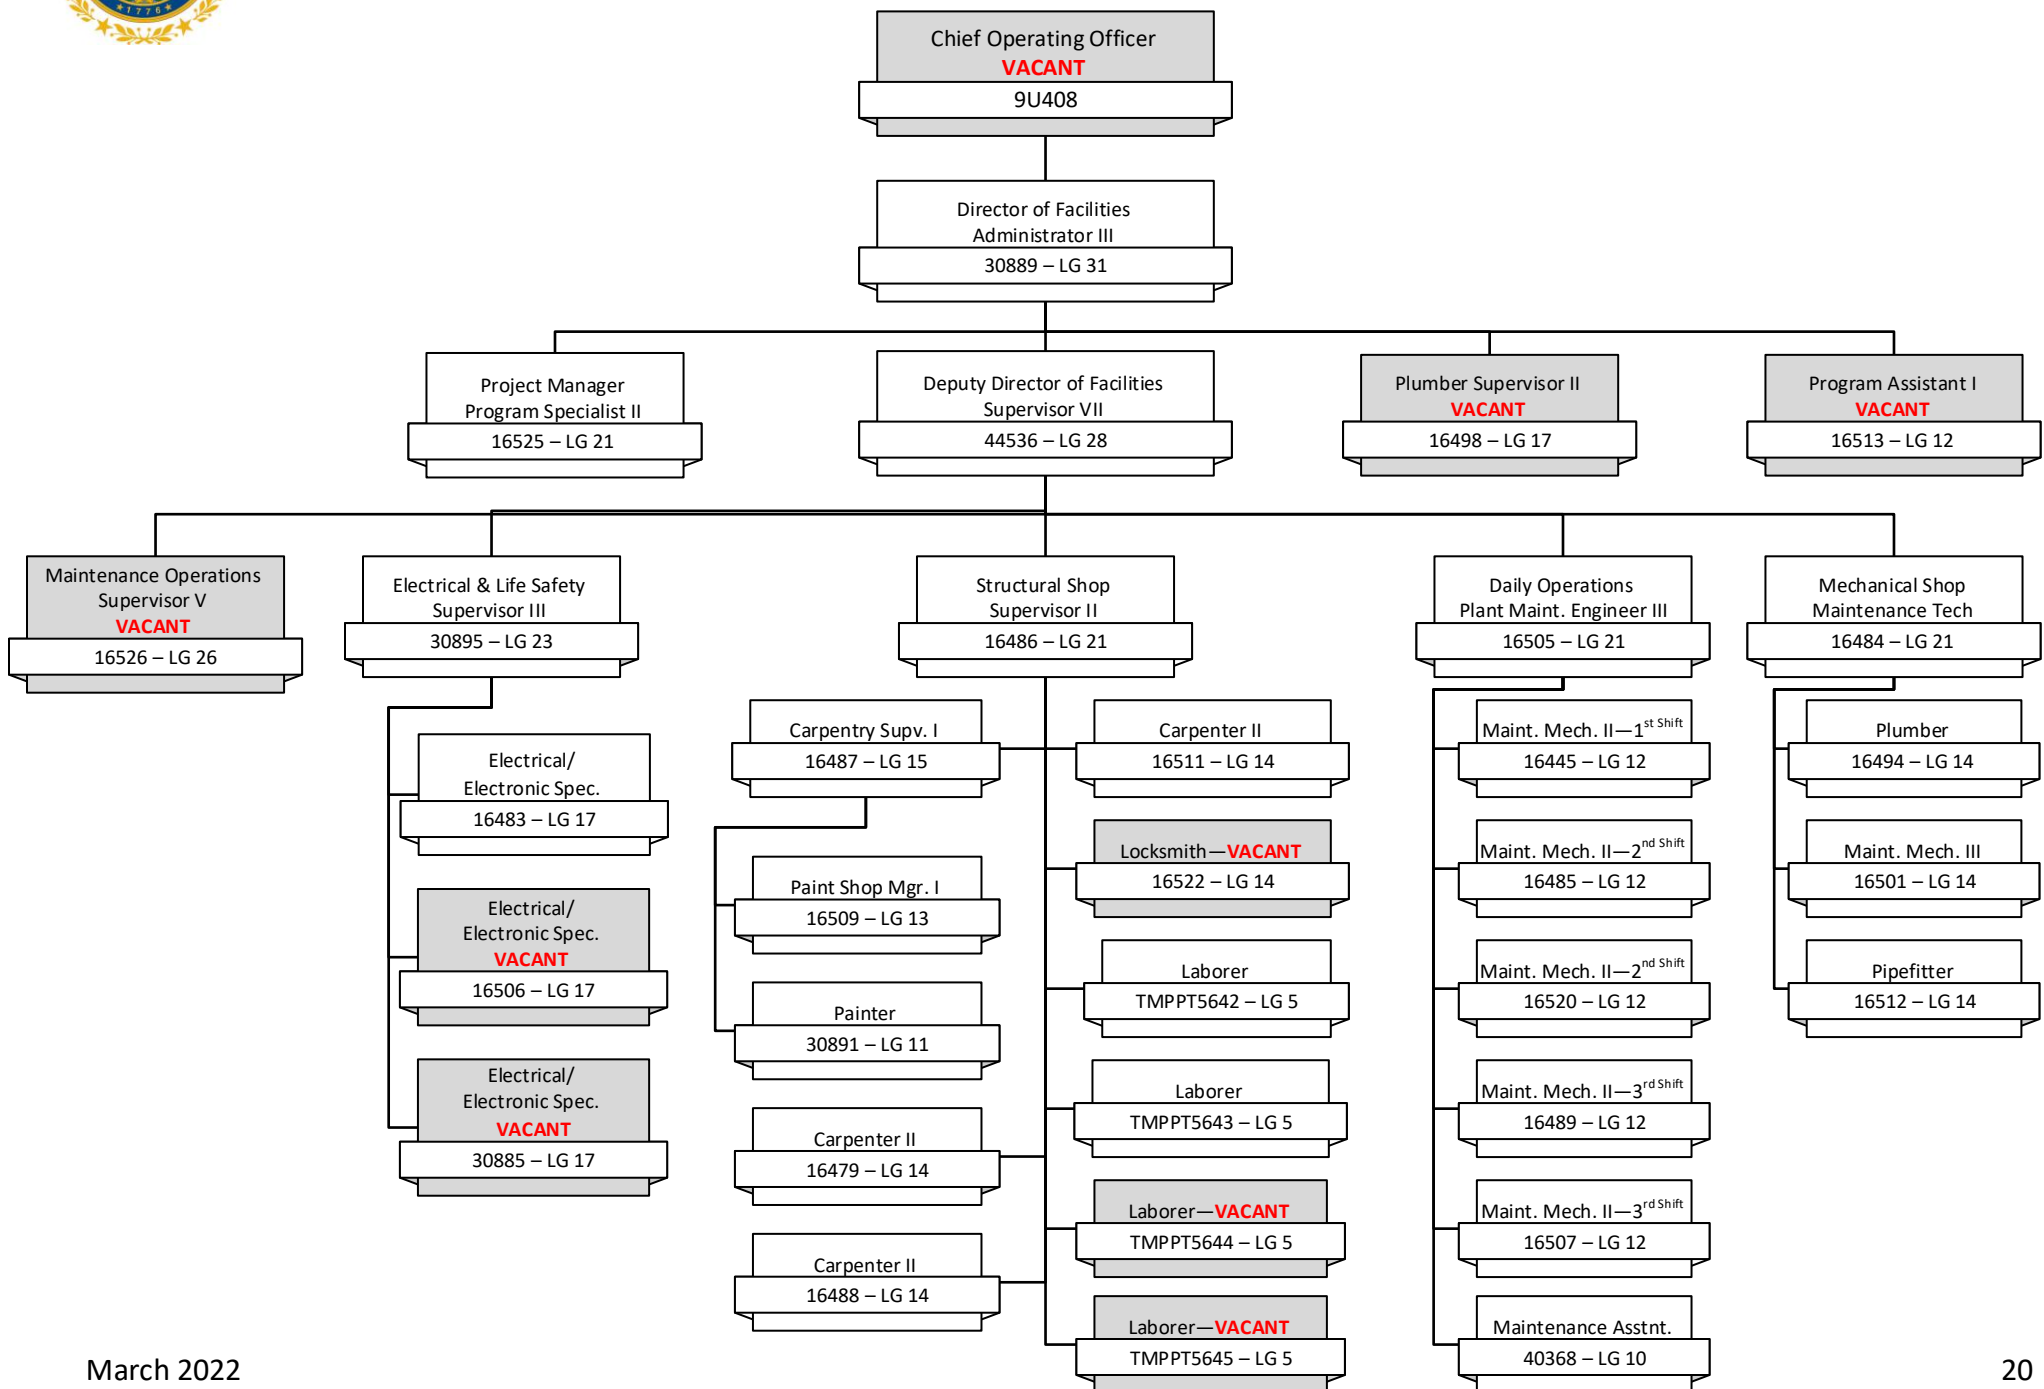 1776
Chief Operating Officer
VACANT
9U408
Director of Facilities
Administrator III
30889 – LG 31
Project Manager
Program Specialist II
16525 – LG 21
Deputy Director of Facilities
Supervisor VII
44536 – LG 28
Plumber Supervisor II
VACANT
16498 – LG 17
Program Assistant I
VACANT
16513 – LG 12
Maintenance Operations
Supervisor V
VACANT
16526 – LG 26
Electrical & Life Safety
Supervisor III
30895 – LG 23
Structural Shop
Supervisor II
16486 – LG 21
Daily Operations
Plant Maint. Engineer III
16505 – LG 21
Mechanical Shop
Maintenance Tech
16484 – LG 21
Electrical/
Electronic Spec.
16483 – LG 17
Electrical/
Electronic Spec.
VACANT
16506 – LG 17
Electrical/
Electronic Spec.
VACANT
30885 – LG 17
Carpentry Supv. I
16487 – LG 15
Paint Shop Mgr. I
16509 – LG 13
Painter
30891 – LG 11
Carpenter II
16479 – LG 14
Carpenter II
16488 – LG 14
Carpenter II
16511 – LG 14
Locksmith—VACANT
16522 – LG 14
Laborer
TMPPT5642 – LG 5
Laborer
TMPPT5643 – LG 5
Laborer—VACANT
TMPPT5644 – LG 5
Laborer—VACANT
TMPPT5645 – LG 5
Maint. Mech. II—1st Shift
16445 – LG 12
Maint. Mech. II—2nd Shift
16485 – LG 12
Maint. Mech. II—2nd Shift
16520 – LG 12
Maint. Mech. II—3rd Shift
16489 – LG 12
Maint. Mech. II—3rd Shift
16507 – LG 12
Maintenance Asstnt.
40368 – LG 10
Plumber
16494 – LG 14
Maint. Mech. III
16501 – LG 14
Pipefitter
16512 – LG 14
March 2022
20